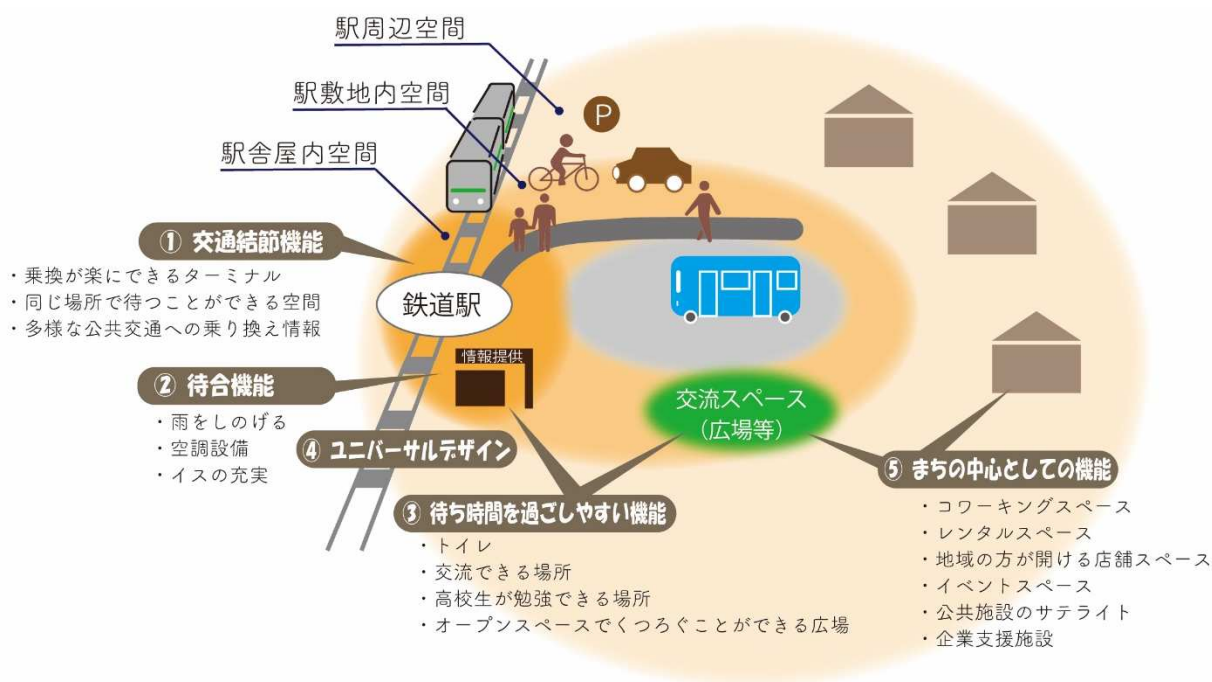 駅周辺空間
駅敷地内空間
駅舎屋内空間
P
① 交通結節機能
・乗換が楽にできるターミナル
・同じ場所で待つことができる空間
・多様な公共交通への乗り換え情報
鉄道駅
情報提供
② 待合機能
・雨をしのげる
・空調設備
・イスの充実
④ ユニバーサルデザイン
交流スペース
(広場等)
③ 待ち時間を過ごしやすい機能
・トイレ
・交流できる場所
・高校生が勉強できる場所
・オープンスペースでくつろぐことができる広場
⑤ まちの中心としての機能
・コワーキングスペース
・レンタルスペース
・地域の方が開ける店舗スペース
・イベントスペース
・公共施設のサテライト
・企業支援施設